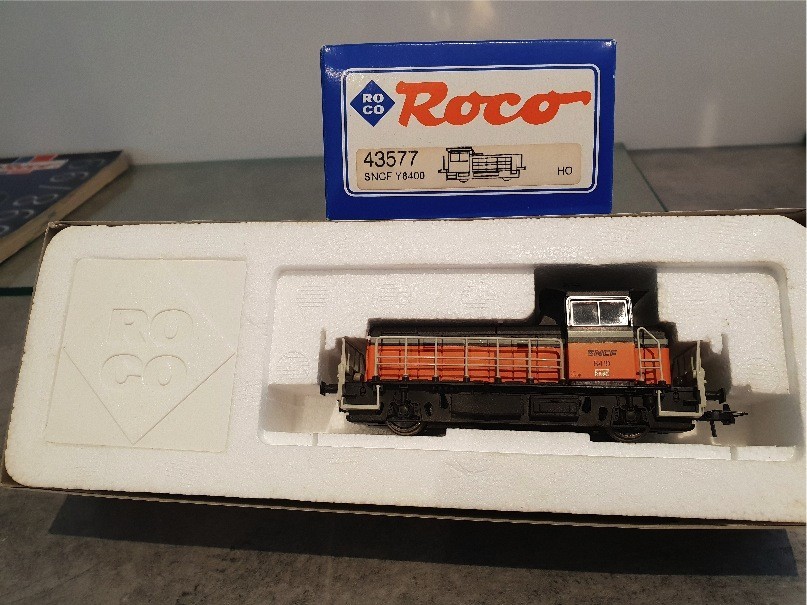 RO
CO
Roco
43577
SNCF Y8400
HO
RO
CO
SNCF